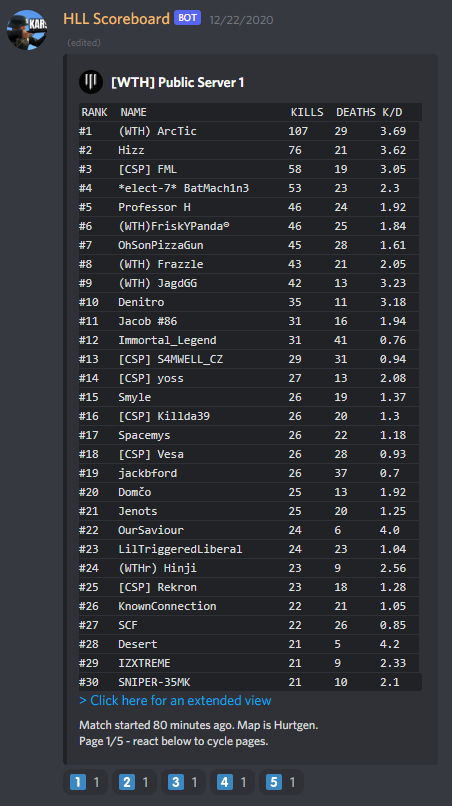 KAR
HLL Scoreboard BOT 12/22/2020
(edited)
[WTH] Public Server 1
RANK NAME KILLS DEATHS K/D
#1 (WTH) ArcTic 107 29 3.69
#2 Hizz 76 21 3.62
#3 [CSP] FML 58 19 3.05
#4 *elect-7* BatMach1n3 53 23 2.3
#5 Professor H 46 24 1.92
#6 (WTH)FriskYPanda® 46 25 1.84
#7 OhSonPizzaGun 45 28 1.61
#8 (WTH) Frazzle 43 21 2.05
#9 (WTH) JagdGG 42 13 3.23
#10 Denitro 35 11 3.18
#11 Jacob #86 31 16 1.94
#12 Immortal_Legend 31 41 0.76
#13 [CSP] S4MWELL_CZ 29 31 0.94
#14 [CSP] yoss 27 13 2.08
#15 Smyle 26 19 1.37
#16 [CSP] Killda39 26 20 1.3
#17 Spacemys 26 22 1.18
#18 [CSP] Vesa 26 28 0.93
#19 jackbford 26 37 0.7
#20 Domčo 25 13 1.92
#21 Jenots 25 20 1.25
#22 OurSaviour 24 6 4.0
#23 LilTriggeredLiberal 24 23 1.04
#24 (WTHr) Hinji 23 9 2.56
#25 [CSP] Rekron 23 18 1.28
#26 KnownConnection 22 21 1.05
#27 SCF 22 26 0.85
#28 Desert 21 5 4.2
#29 IZXTREME 21 9 2.33
#30 SNIPER-35MK 21 10 2.1
> Click here for an extended view
Match started 80 minutes ago. Map is Hurtgen.
Page 1/5 - react below to cycle pages.
1 1 2 1 3 1 4 1 5 1